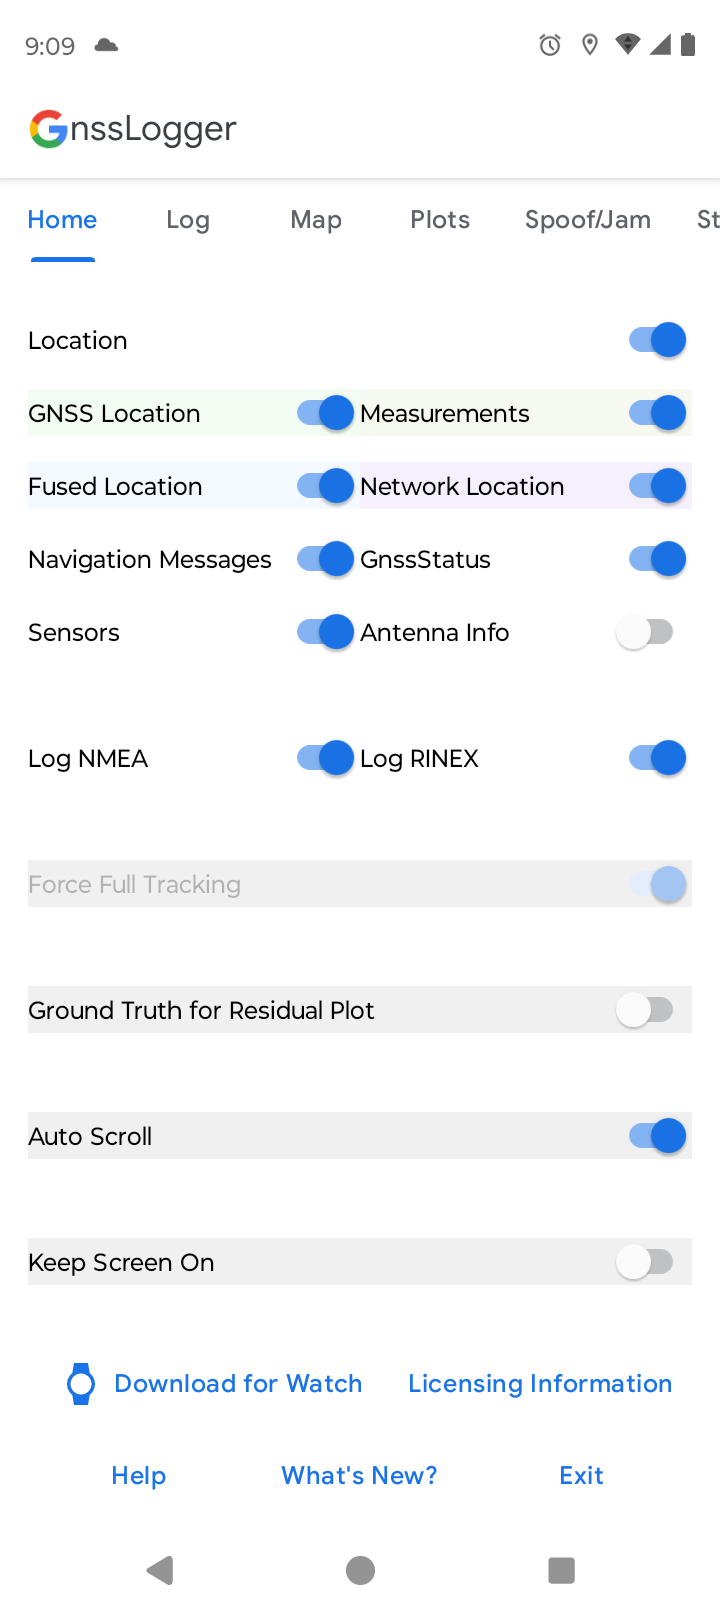 9:09
GnssLogger
Home Log Map Plots Spoof/Jam St
Location
GNSS Location Measurements
Fused Location Network Location
Navigation Messages GnssStatus
Sensors Antenna Info
Log NMEA Log RINEX
Force Full Tracking
Ground Truth for Residual Plot
Auto Scroll
Keep Screen On
Download for Watch Licensing Information
Help What's New? Exit